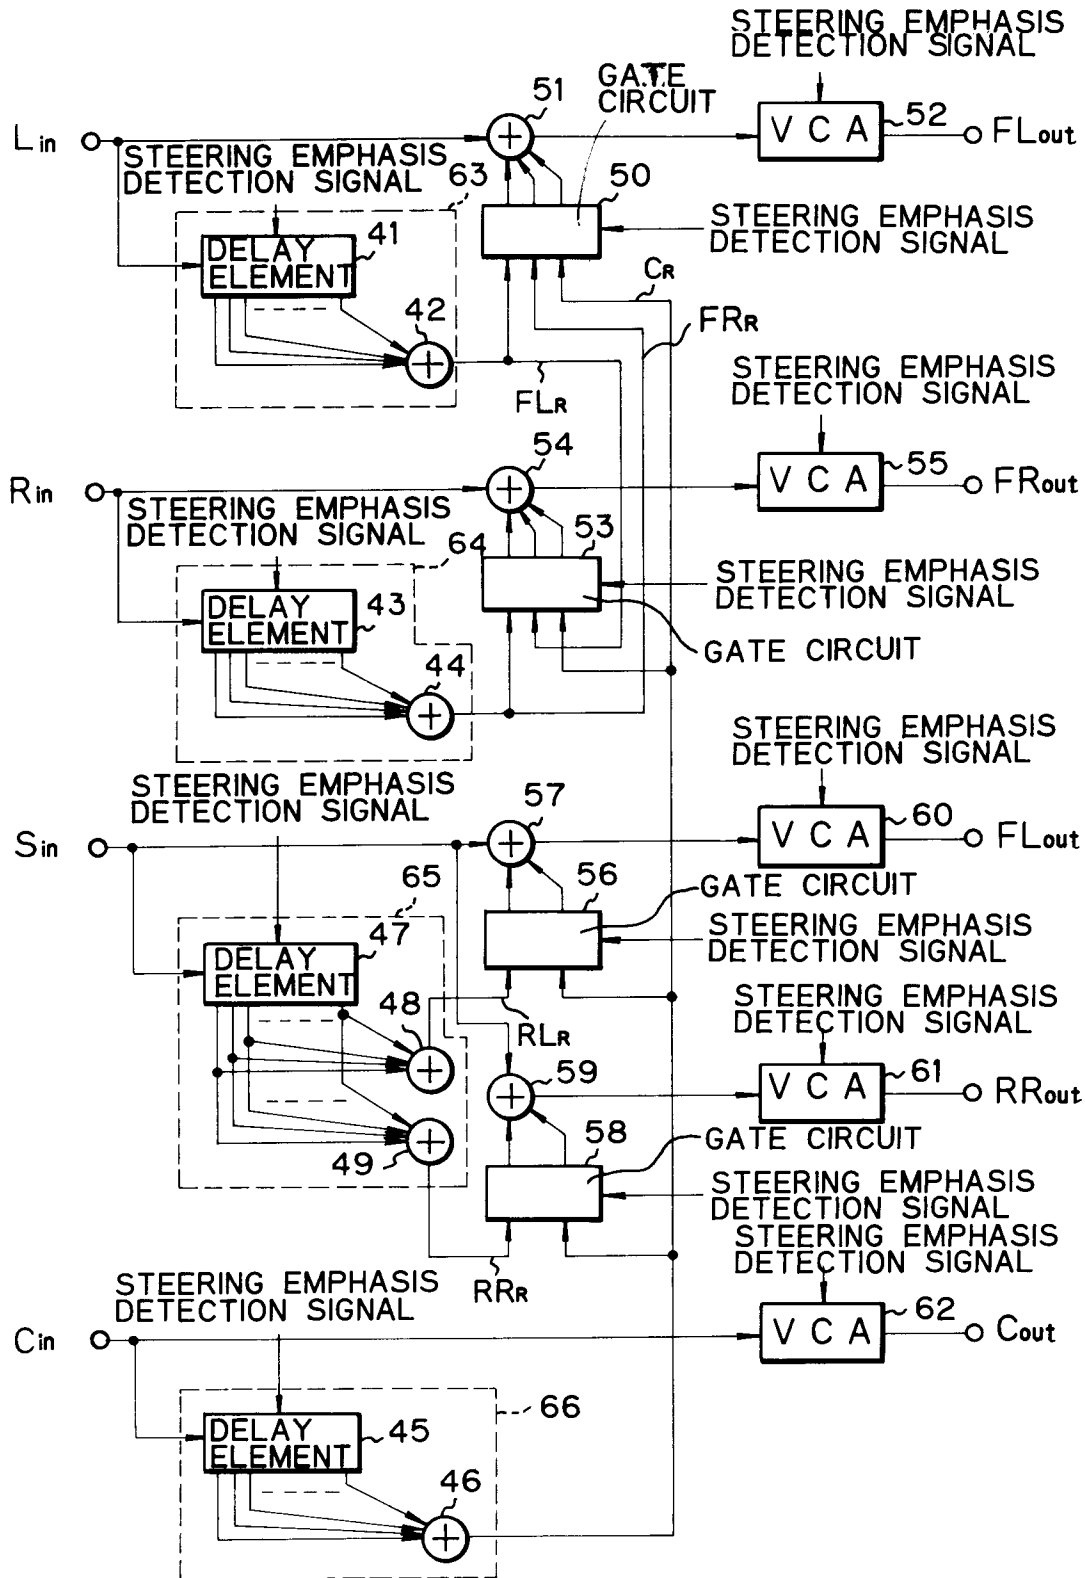 STEERING EMPHASIS
DETECTION SIGNAL
GATE
CIRCUIT
51
Lin
VCA
52
FLout
STEERING EMPHASIS
DETECTION SIGNAL
63
50
STEERING EMPHASIS
DETECTION SIGNAL
DELAY
ELEMENT
41
CR
42
FRR
FLR
STEERING EMPHASIS
DETECTION SIGNAL
54
Rin
VCA
55
FRout
STEERING EMPHASIS
DETECTION SIGNAL
64
53
STEERING EMPHASIS
DETECTION SIGNAL
DELAY
ELEMENT
43
GATE CIRCUIT
44
STEERING EMPHASIS
DETECTION SIGNAL
STEERING EMPHASIS
DETECTION SIGNAL
57
Sin
VCA
60
FLout
65
56
GATE CIRCUIT
STEERING EMPHASIS
DETECTION SIGNAL
DELAY
ELEMENT
47
48
RLR
STEERING EMPHASIS
DETECTION SIGNAL
59
VCA
61
RRout
49
58
GATE CIRCUIT
STEERING EMPHASIS
DETECTION SIGNAL
STEERING EMPHASIS
DETECTION SIGNAL
RRR
STEERING EMPHASIS
DETECTION SIGNAL
Cin
VCA
62
Cout
66
DELAY
ELEMENT
45
46